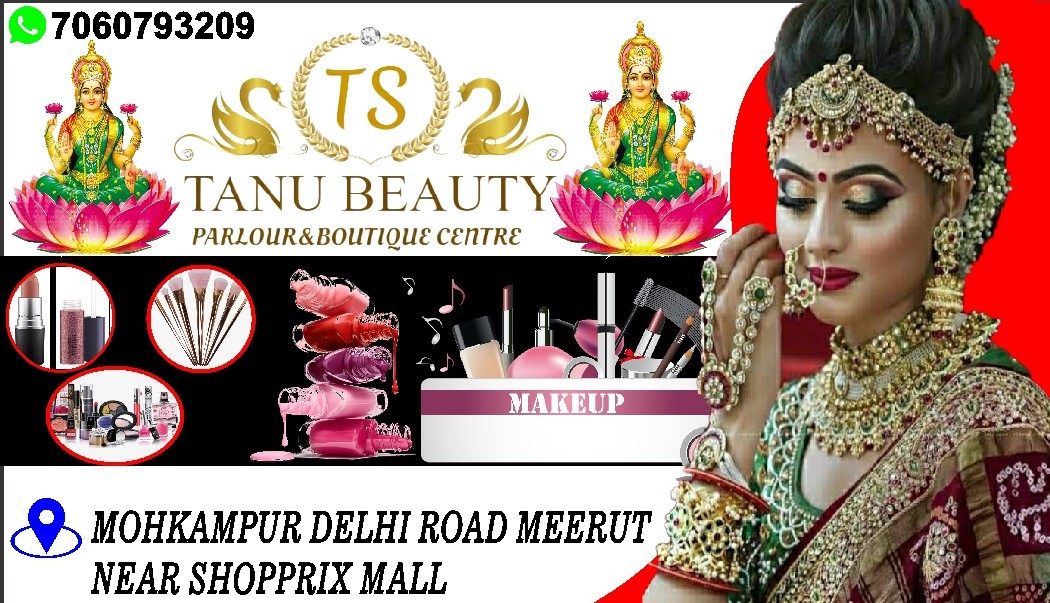 7060793209
TS
TANU BEAUTY
PARLOUR&BOUTIQUE CENTRE
MAKEUP
MOHKAMPUR DELHI ROAD MEERUT
NEAR SHOPPRIX MALL